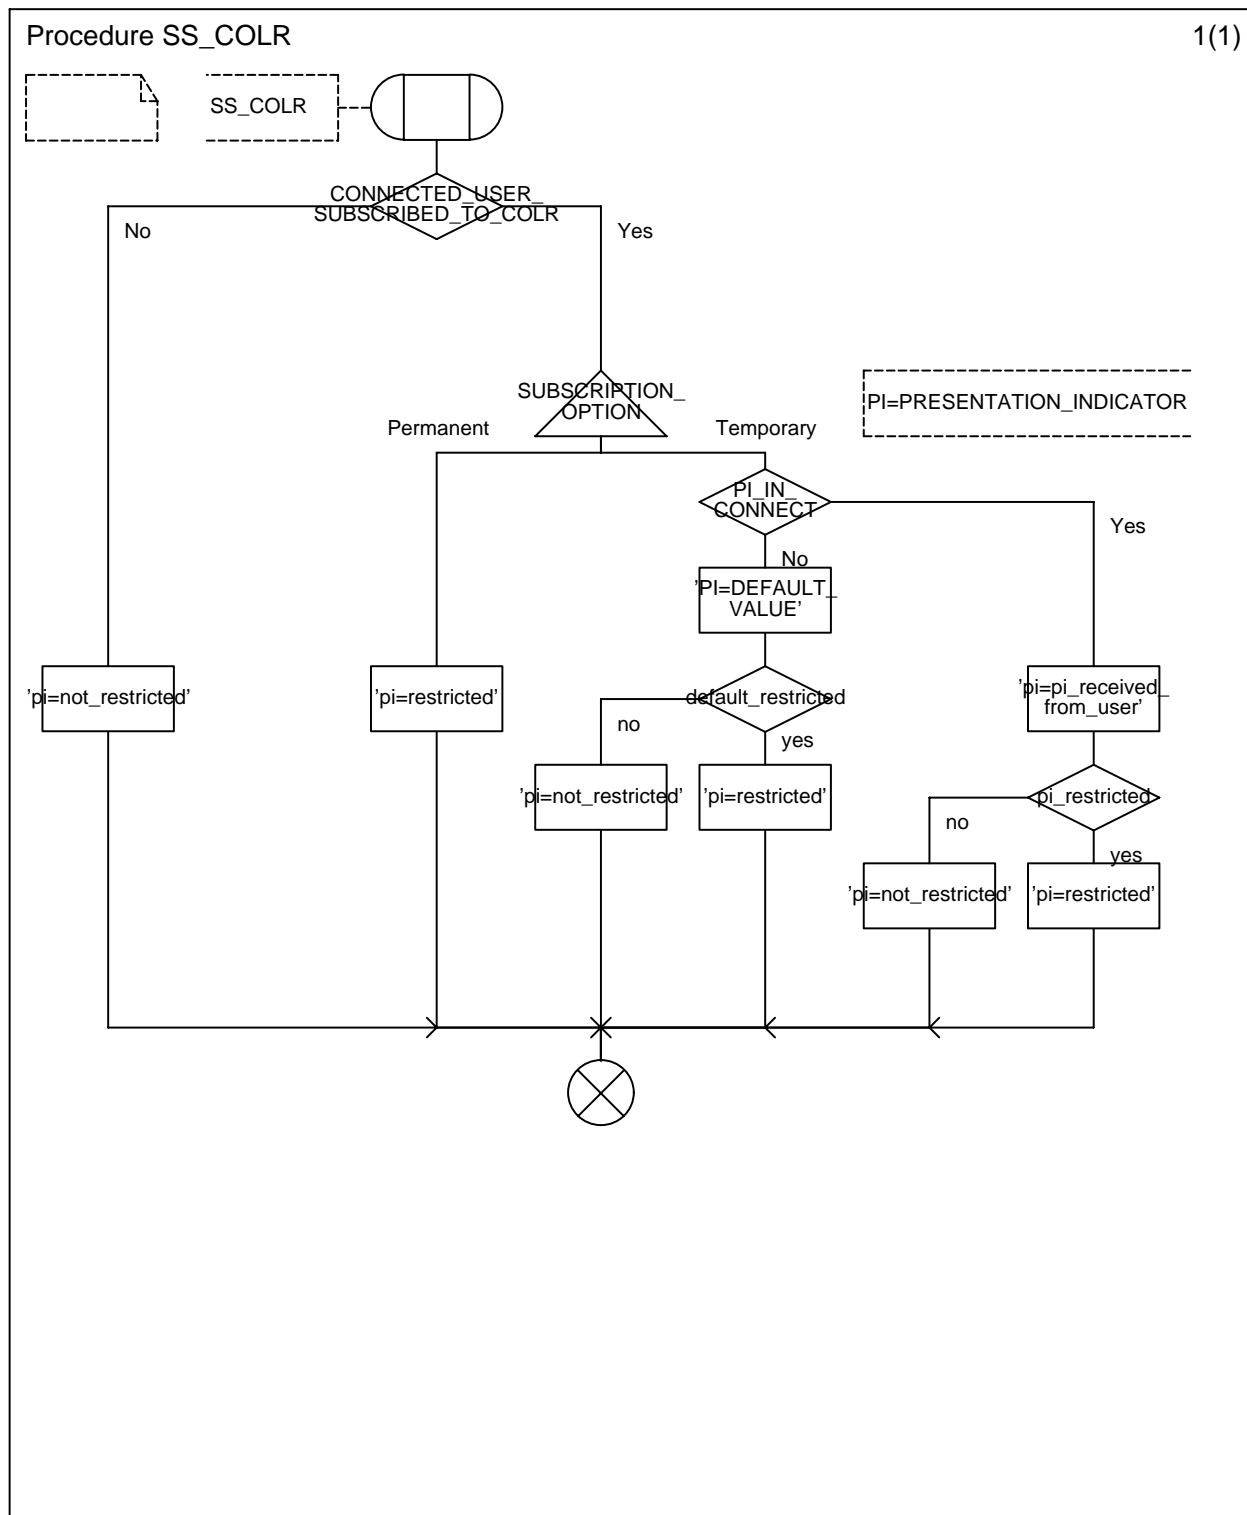 Procedure SS_COLR
1(1)
SS_COLR
CONNECTED_USER_
SUBSCRIBED_TO_COLR
No
Yes
SUBSCRIPTION_
OPTION
PI=PRESENTATION_INDICATOR
Permanent
Temporary
PI_IN_
CONNECT
Yes
No
’PI=DEFAULT_
VALUE’
’pi=not_restricted’
’pi=restricted’
default_restricted
’pi=pi_received_
from_user’
no
yes
’pi=not_restricted’
’pi=restricted’
pi_restricted
no
yes
’pi=not_restricted’
’pi=restricted’